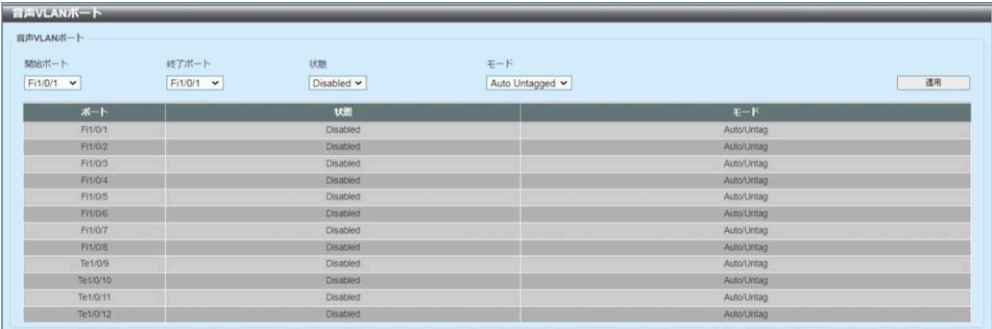 音声VLANポート
音声VLANポート
開始ポート 終了ポート 状態 モード
Fi1/0/1 Fi1/0/1 Disabled Auto Untagged 適用
ポート 状態 モード
Fi1/0/1 Disabled Auto/Untag
Fi1/0/2 Disabled Auto/Untag
Fi1/0/3 Disabled Auto/Untag
Fi1/0/4 Disabled Auto/Untag
Fi1/0/5 Disabled Auto/Untag
Fi1/0/6 Disabled Auto/Untag
Fi1/0/7 Disabled Auto/Untag
Fi1/0/8 Disabled Auto/Untag
Te1/0/9 Disabled Auto/Untag
Te1/0/10 Disabled Auto/Untag
Te1/0/11 Disabled Auto/Untag
Te1/0/12 Disabled Auto/Untag